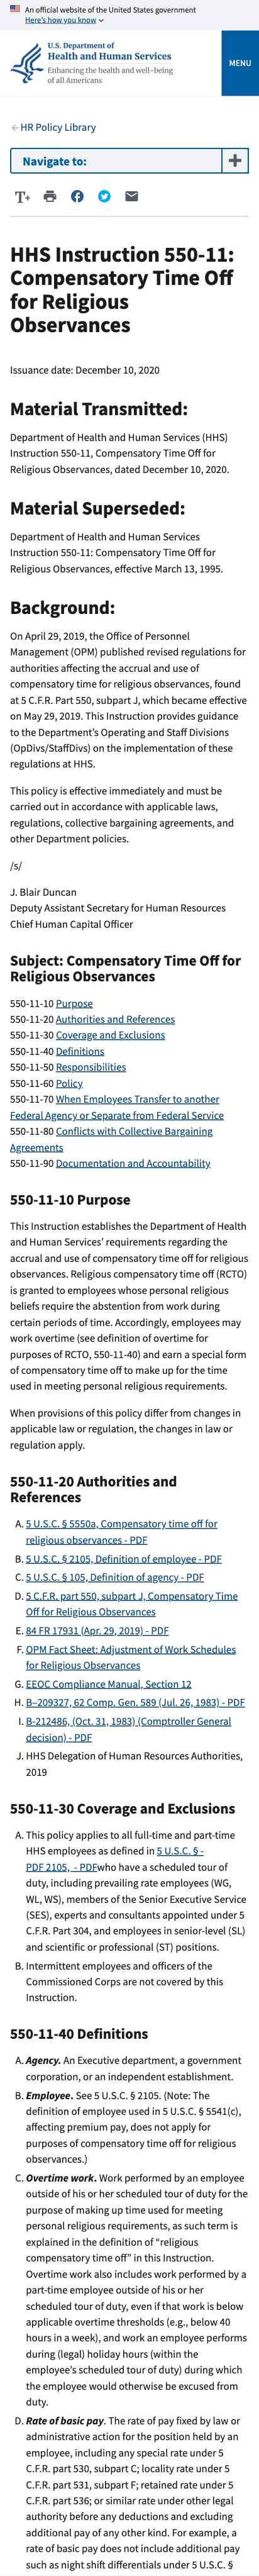 An official website of the United States government
Here's how you know
U.S. Department of
Health and Human Services
Enhancing the health and well-being
of all Americans
MENU
HR Policy Library
Navigate to:
T+
HHS Instruction 550-11:
Compensatory Time Off
for Religious
Observances
Issuance date: December 10, 2020
Material Transmitted:
Department of Health and Human Services (HHS)
Instruction 550-11, Compensatory Time Off for
Religious Observances, dated December 10, 2020.
Material Superseded:
Department of Health and Human Services
Instruction 550-11: Compensatory Time Off for
Religious Observances, effective March 13, 1995.
Background:
On April 29, 2019, the Office of Personnel
Management (OPM) published revised regulations for
authorities affecting the accrual and use of
compensatory time for religious observances, found
at 5 C.F.R. Part 550, subpart J, which became effective
on May 29, 2019. This Instruction provides guidance
to the Department's Operating and Staff Divisions
(OpDivs/StaffDivs) on the implementation of these
regulations at HHS.
This policy is effective immediately and must be
carried out in accordance with applicable laws,
regulations, collective bargaining agreements, and
other Department policies.
/s/
J. Blair Duncan
Deputy Assistant Secretary for Human Resources
Chief Human Capital Officer
Subject: Compensatory Time Off for
Religious Observances
550-11-10 Purpose
550-11-20 Authorities and References
550-11-30 Coverage and Exclusions
550-11-40 Definitions
550-11-50 Responsibilities
550-11-60 Policy
550-11-70 When Employees Transfer to another
Federal Agency or Separate from Federal Service
550-11-80 Conflicts with Collective Bargaining
Agreements
550-11-90 Documentation and Accountability
550-11-10 Purpose
This Instruction establishes the Department of Health
and Human Services' requirements regarding the
accrual and use of compensatory time off for religious
observances. Religious compensatory time off (RCTO)
is granted to employees whose personal religious
beliefs require the abstention from work during
certain periods of time. Accordingly, employees may
work overtime (see definition of overtime for
purposes of RCTO, 550-11-40) and earn a special form
of compensatory time off to make up for the time
used in meeting personal religious requirements.
When provisions of this policy differ from changes in
applicable law or regulation, the changes in law or
regulation apply.
550-11-20 Authorities and
References
A. 5 U.S.C. § 5550a, Compensatory time off for
religious observances - PDF
B. 5 U.S.C. § 2105, Definition of employee - PDF
C. 5 U.S.C. § 105, Definition of agency - PDF
D. 5 C.F.R. part 550, subpart J, Compensatory Time
Off for Religious Observances
E. 84 FR 17931 (Apr. 29, 2019) - PDF
F. OPM Fact Sheet: Adjustment of Work Schedules
for Religious Observances
G. EEOC Compliance Manual, Section 12
H. B–209327, 62 Comp. Gen. 589 (Jul. 26, 1983) - PDF
I. B-212486, (Oct. 31, 1983) (Comptroller General
decision) - PDF
J. HHS Delegation of Human Resources Authorities,
2019
550-11-30 Coverage and Exclusions
A. This policy applies to all full-time and part-time
HHS employees as defined in 5 U.S.C. § -
PDF 2105, - PDFwho have a scheduled tour of
duty, including prevailing rate employees (WG,
WL, WS), members of the Senior Executive Service
(SES), experts and consultants appointed under 5
C.F.R. Part 304, and employees in senior-level (SL)
and scientific or professional (ST) positions.
B. Intermittent employees and officers of the
Commissioned Corps are not covered by this
Instruction.
550-11-40 Definitions
A. Agency. An Executive department, a government
corporation, or an independent establishment.
B. Employee. See 5 U.S.C. § 2105. (Note: The
definition of employee used in 5 U.S.C. § 5541(c),
affecting premium pay, does not apply for
purposes of compensatory time off for religious
observances.)
C. Overtime work. Work performed by an employee
outside of his or her scheduled tour of duty for the
purpose of making up time used for meeting
personal religious requirements, as such term is
explained in the definition of “religious
compensatory time off” in this Instruction.
Overtime work also includes work performed by a
part-time employee outside of his or her
scheduled tour of duty, even if that work is below
applicable overtime thresholds (e.g., below 40
hours in a week), and work an employee performs
during (legal) holiday hours (within the
employee's scheduled tour of duty) during which
the employee would otherwise be excused from
duty.
D. Rate of basic pay. The rate of pay fixed by law or
administrative action for the position held by an
employee, including any special rate under 5
C.F.R. part 530, subpart C; locality rate under 5
C.F.R. part 531, subpart F; retained rate under 5
C.F.R. part 536; or similar rate under other legal
authority before any deductions and excluding
additional pay of any other kind. For example, a
rate of basic pay does not include additional pay
such as night shift differentials under 5 U.S.C. §